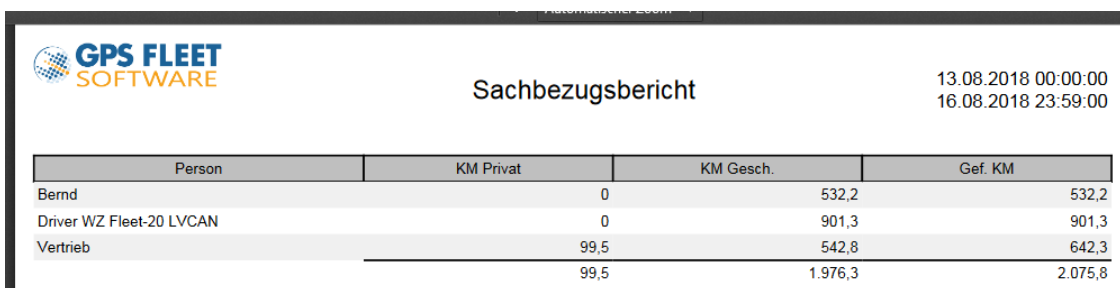 Automatischer Zoom
GPS FLEET
SOFTWARE
Sachbezugsbericht
13.08.2018 00:00:00
16.08.2018 23:59:00
Person KM Privat KM Gesch. Gef. KM
Bernd 0 532,2 532,2
Driver WZ Fleet-20 LVCAN 0 901,3 901,3
Vertrieb 99,5 542,8 642,3
99,5 1.976,3 2.075,8